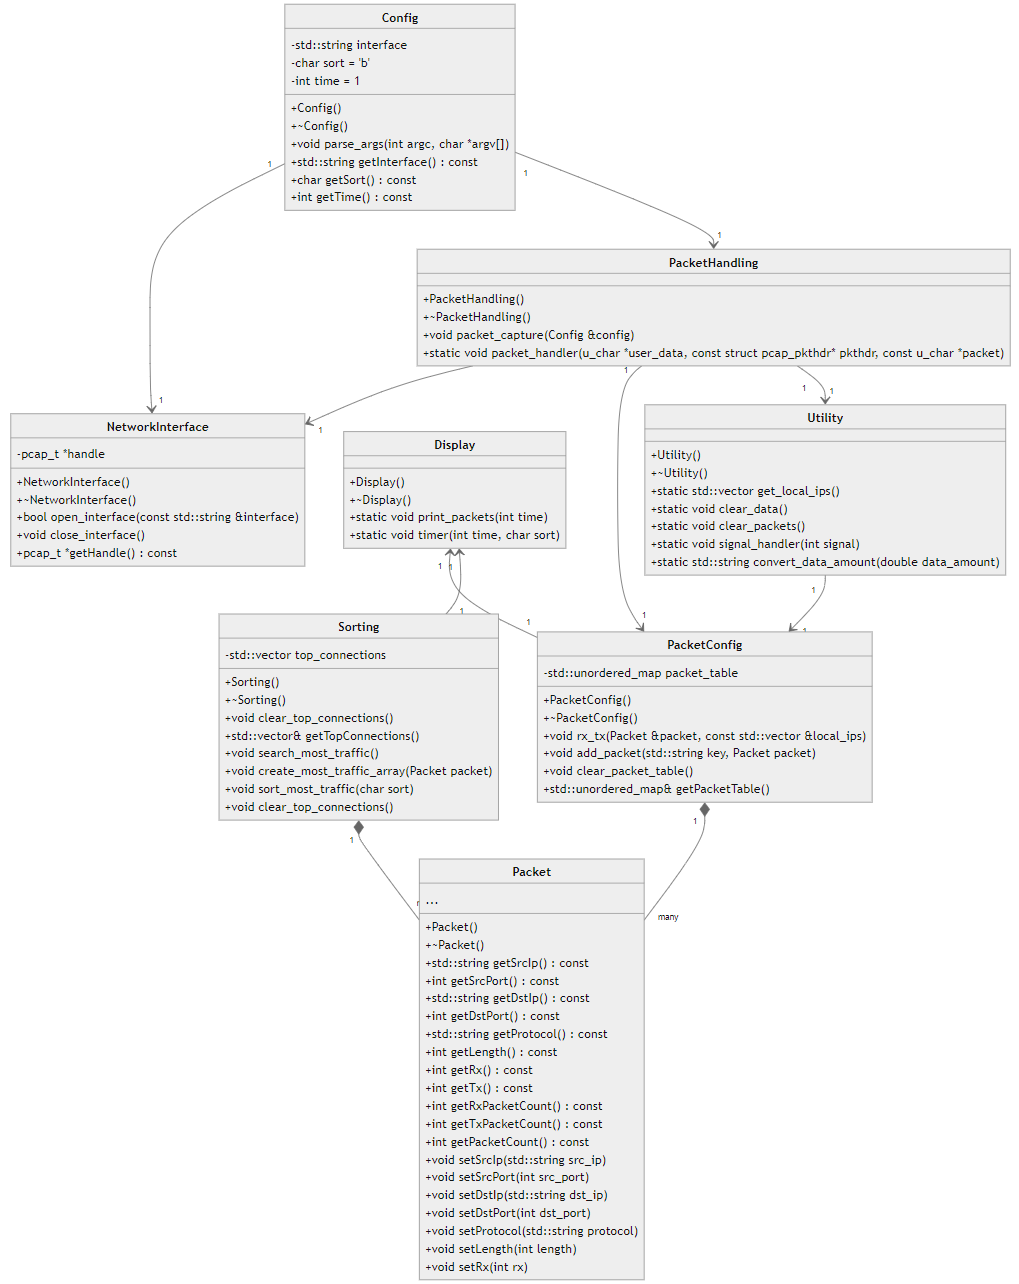 Config
-std::string interface
-char sort = 'b'
-int time = 1
+Config()
+~Config()
+void parse_args(int argc, char *argv[])
+std::string getInterface() : const
+char getSort() : const
+int getTime() : const
1
1
1
PacketHandling
+PacketHandling()
+~PacketHandling()
+void packet_capture(Config &config)
+static void packet_handler(u_char *user_data, const struct pcap_pkthdr* pkthdr, const u_char *packet)
1
1
1
1
1
NetworkInterface
-pcap_t *handle
+NetworkInterface()
+~NetworkInterface()
+bool open_interface(const std::string &interface)
+void close_interface()
+pcap_t *getHandle() : const
Display
+Display()
+~Display()
+static void print_packets(int time)
+static void timer(int time, char sort)
Utility
+Utility()
+~Utility()
+static std::vector get_local_ips()
+static void clear_data()
+static void clear_packets()
+static void signal_handler(int signal)
+static std::string convert_data_amount(double data_amount)
1
1
1
1
1
1
1
Sorting
-std::vector top_connections
+Sorting()
+~Sorting()
+void clear_top_connections()
+std::vector& getTopConnections()
+void search_most_traffic()
+void create_most_traffic_array(Packet packet)
+void sort_most_traffic(char sort)
+void clear_top_connections()
PacketConfig
-std::unordered_map packet_table
+PacketConfig()
+~PacketConfig()
+void rx_tx(Packet &packet, const std::vector &local_ips)
+void add_packet(std::string key, Packet packet)
+void clear_packet_table()
+std::unordered_map& getPacketTable()
1
1
many
Packet
...
+Packet()
+~Packet()
+std::string getSrcIp() : const
+int getSrcPort() : const
+std::string getDstIp() : const
+int getDstPort() : const
+std::string getProtocol() : const
+int getLength() : const
+int getRx() : const
+int getTx() : const
+int getRxPacketCount() : const
+int getTxPacketCount() : const
+int getPacketCount() : const
+void setSrcIp(std::string src_ip)
+void setSrcPort(int src_port)
+void setDstIp(std::string dst_ip)
+void setDstPort(int dst_port)
+void setProtocol(std::string protocol)
+void setLength(int length)
+void setRx(int rx)